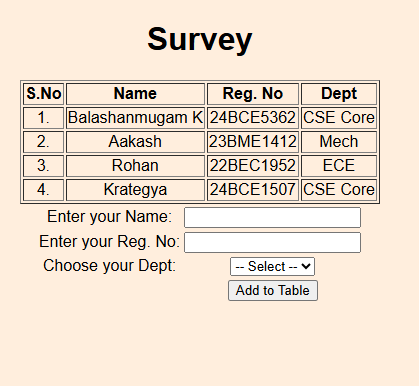 Survey
S.No Name Reg. No Dept
1. Balashanmugam K 24BCE5362 CSE Core
2. Aakash 23BME1412 Mech
3. Rohan 22BEC1952 ECE
4. Krategya 24BCE1507 CSE Core
Enter your Name:
Enter your Reg. No:
Choose your Dept: -- Select --
Add to Table